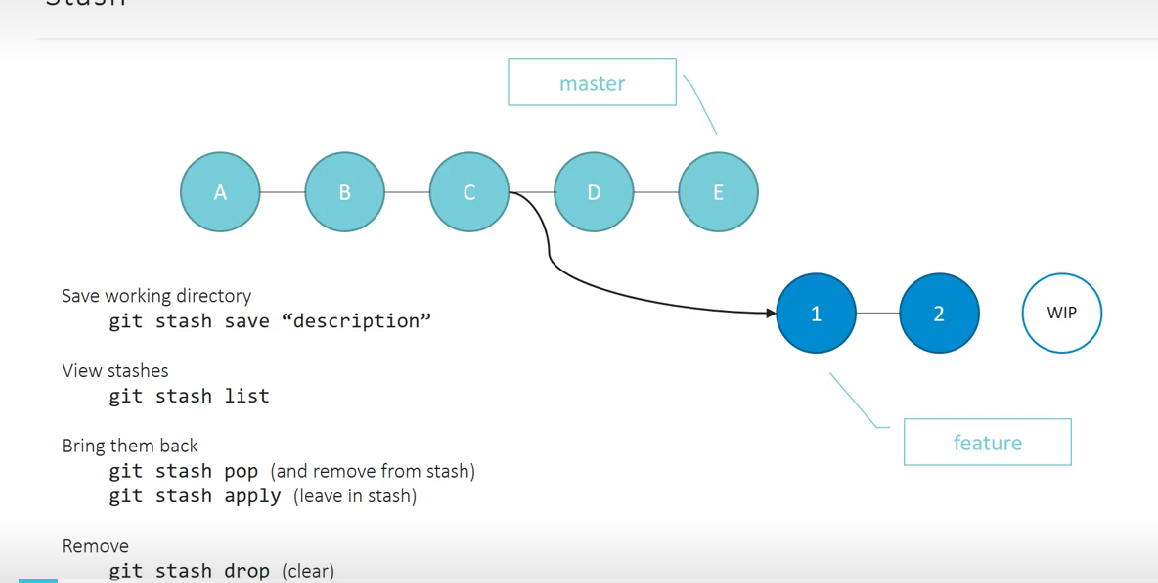 Stash
master
A
B
C
D
E
1
2
WIP
feature
Save working directory
git stash save “description”
View stashes
git stash list
Bring them back
git stash pop (and remove from stash)
git stash apply (leave in stash)
Remove
git stash drop (clear)